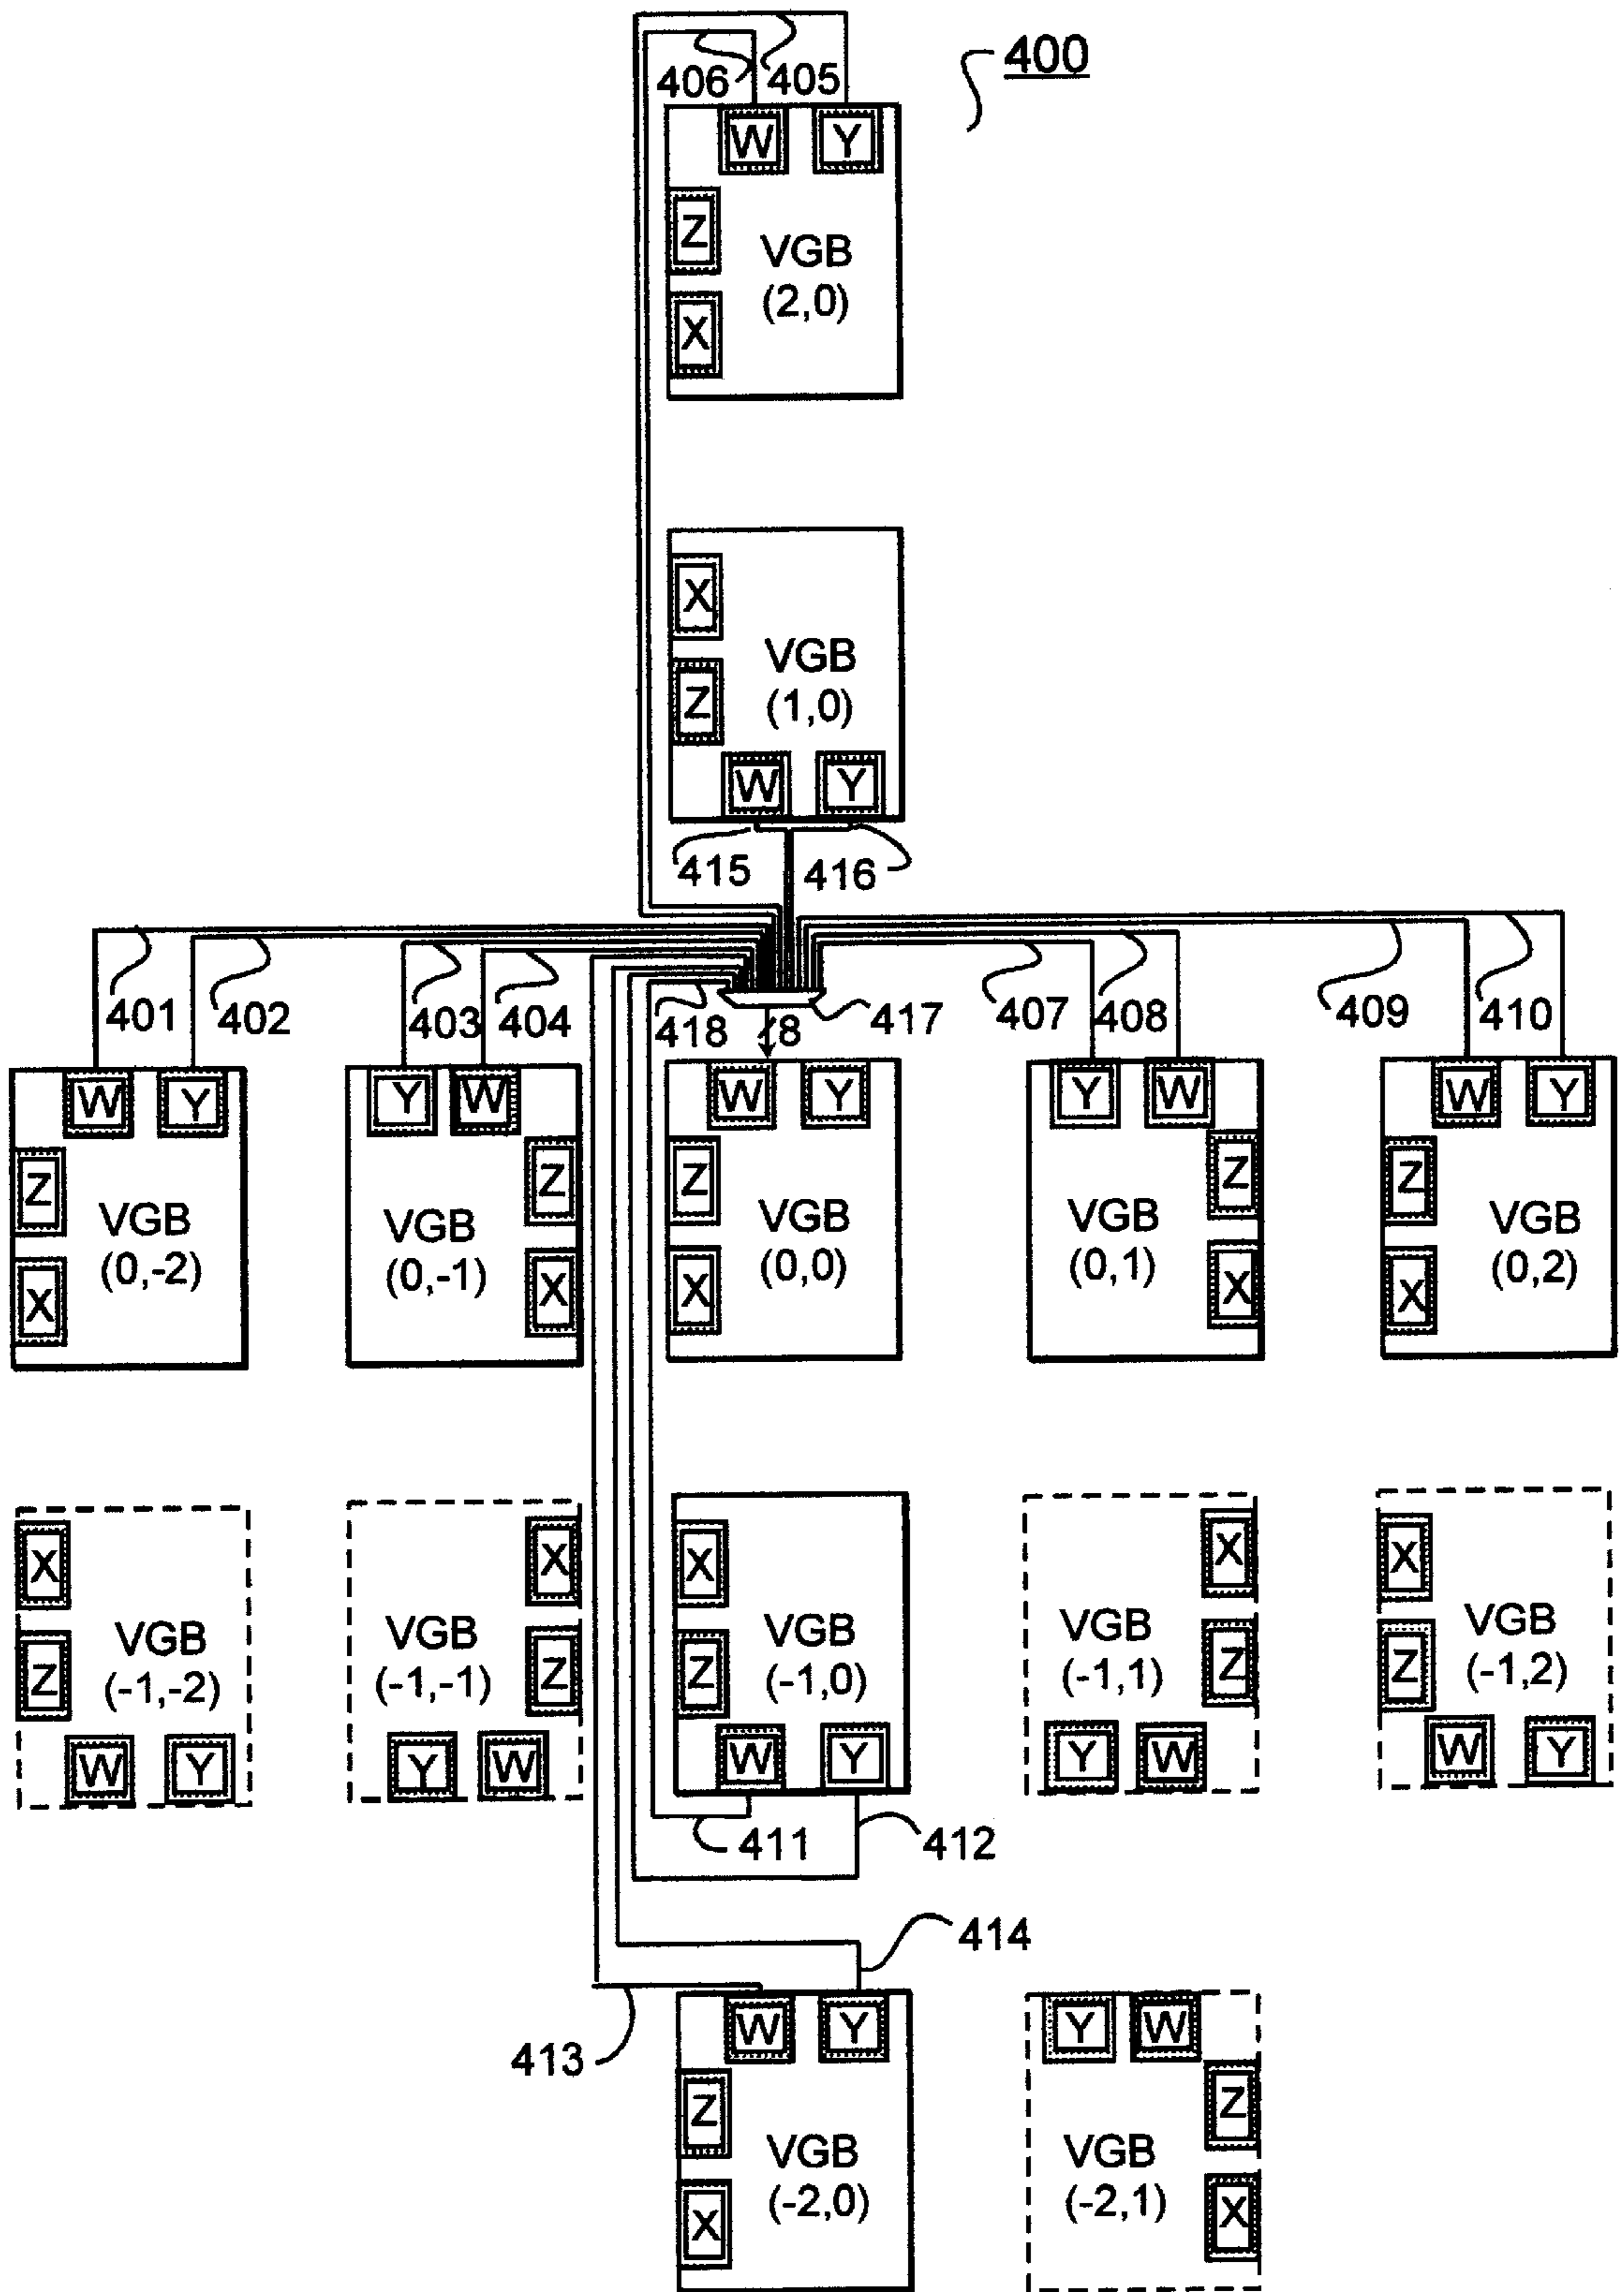 400
406 405
W Y
Z
X
VGB
(2,0)
X
Z
VGB
(1,0)
W Y
415 416
401 402 403 404 418 8 417 407 408 409 410
W Y
Z
X
VGB
(0,-2)
Y W
Z
X
VGB
(0,-1)
W Y
Z
X
VGB
(0,0)
Y W
Z
X
VGB
(0,1)
W Y
Z
X
VGB
(0,2)
X
Z
VGB
(-1,-2)
W Y
X
Z
VGB
(-1,-1)
Y W
X
Z
VGB
(-1,0)
W Y
X
Z
VGB
(-1,1)
Y W
X
Z
VGB
(-1,2)
W Y
411 412
414
413
W Y
Z
X
VGB
(-2,0)
Y W
Z
X
VGB
(-2,1)